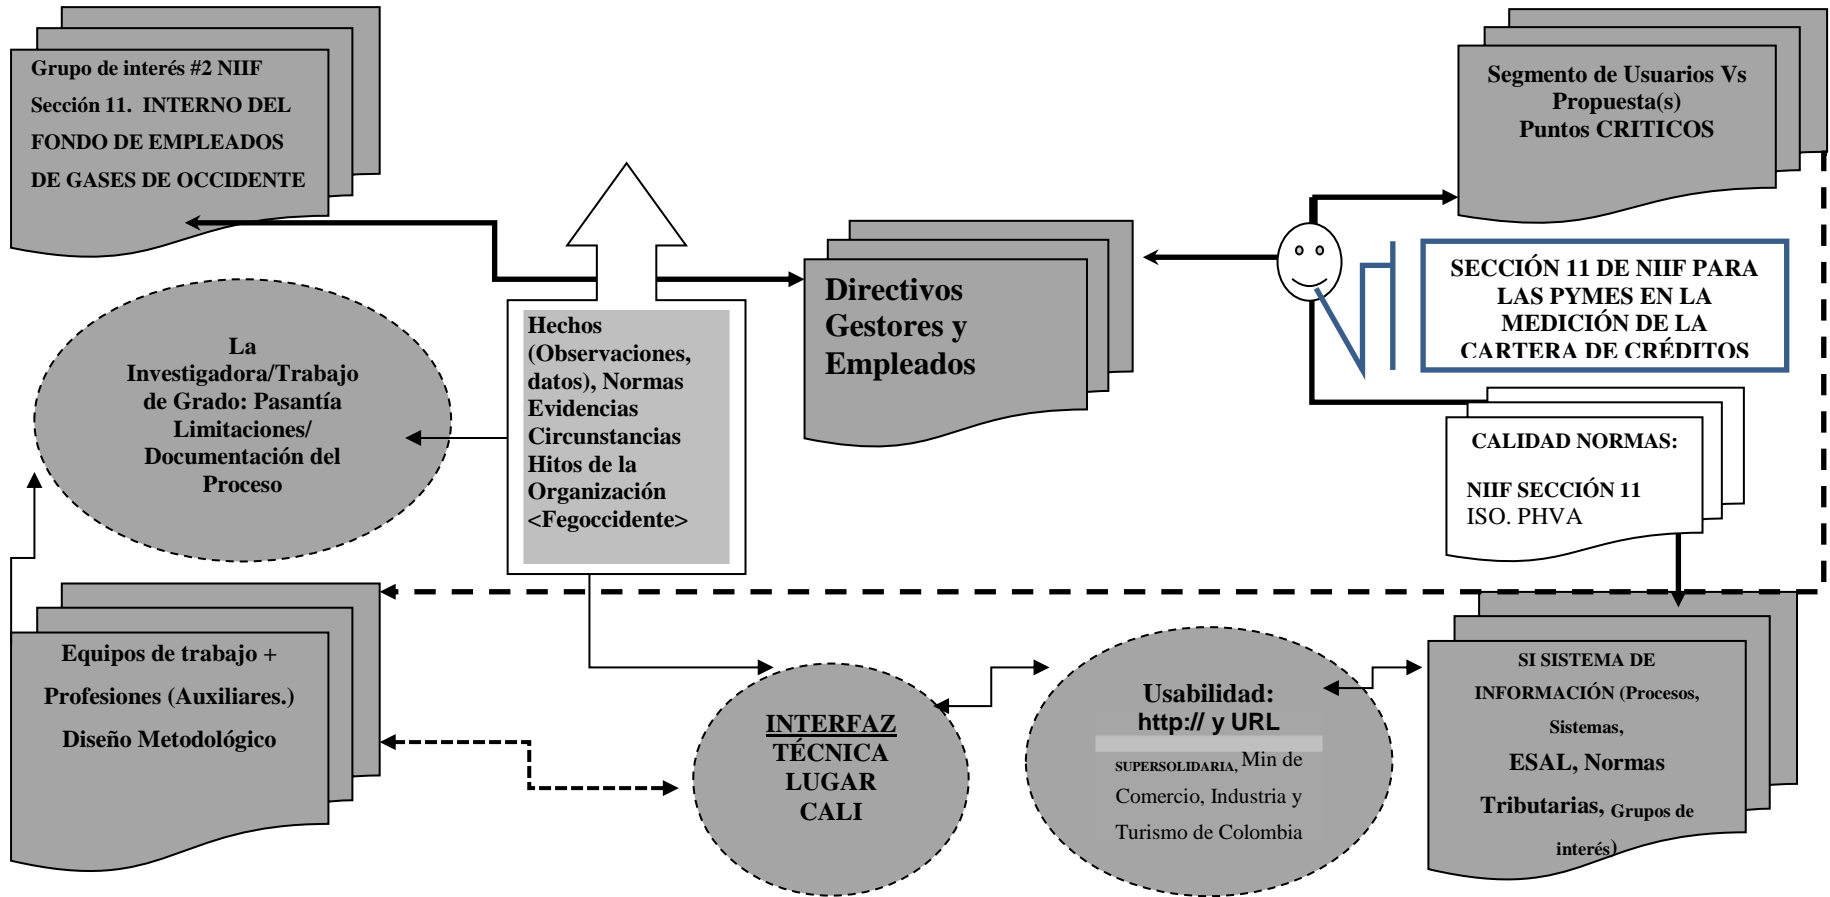 Grupo de interés #2 NIIF
Sección 11. INTERNO DEL
FONDO DE EMPLEADOS
DE GASES DE OCCIDENTE
Segmento de Usuarios Vs
Propuesta(s)
Puntos CRITICOS
Directivos
Gestores y
Empleados
SECCIÓN 11 DE NIIF PARA
LAS PYMES EN LA
MEDICIÓN DE LA
CARTERA DE CRÉDITOS
Hechos
(Observaciones,
datos), Normas
Evidencias
Circunstancias
Hitos de la
Organización
<Fegoccidente>
La
Investigadora/Trabajo
de Grado: Pasantía
Limitaciones/
Documentación del
Proceso
CALIDAD NORMAS:
NIIF SECCIÓN 11
ISO. PHVA
Equipos de trabajo +
Profesiones (Auxiliares.)
Diseño Metodológico
INTERFAZ
TÉCNICA
LUGAR
CALI
Usabilidad:
http:// y URL
SUPERSOLIDARIA, Min de
Comercio, Industria y
Turismo de Colombia
SI SISTEMA DE
INFORMACIÓN (Procesos,
Sistemas,
ESAL, Normas
Tributarias, Grupos de
interés)